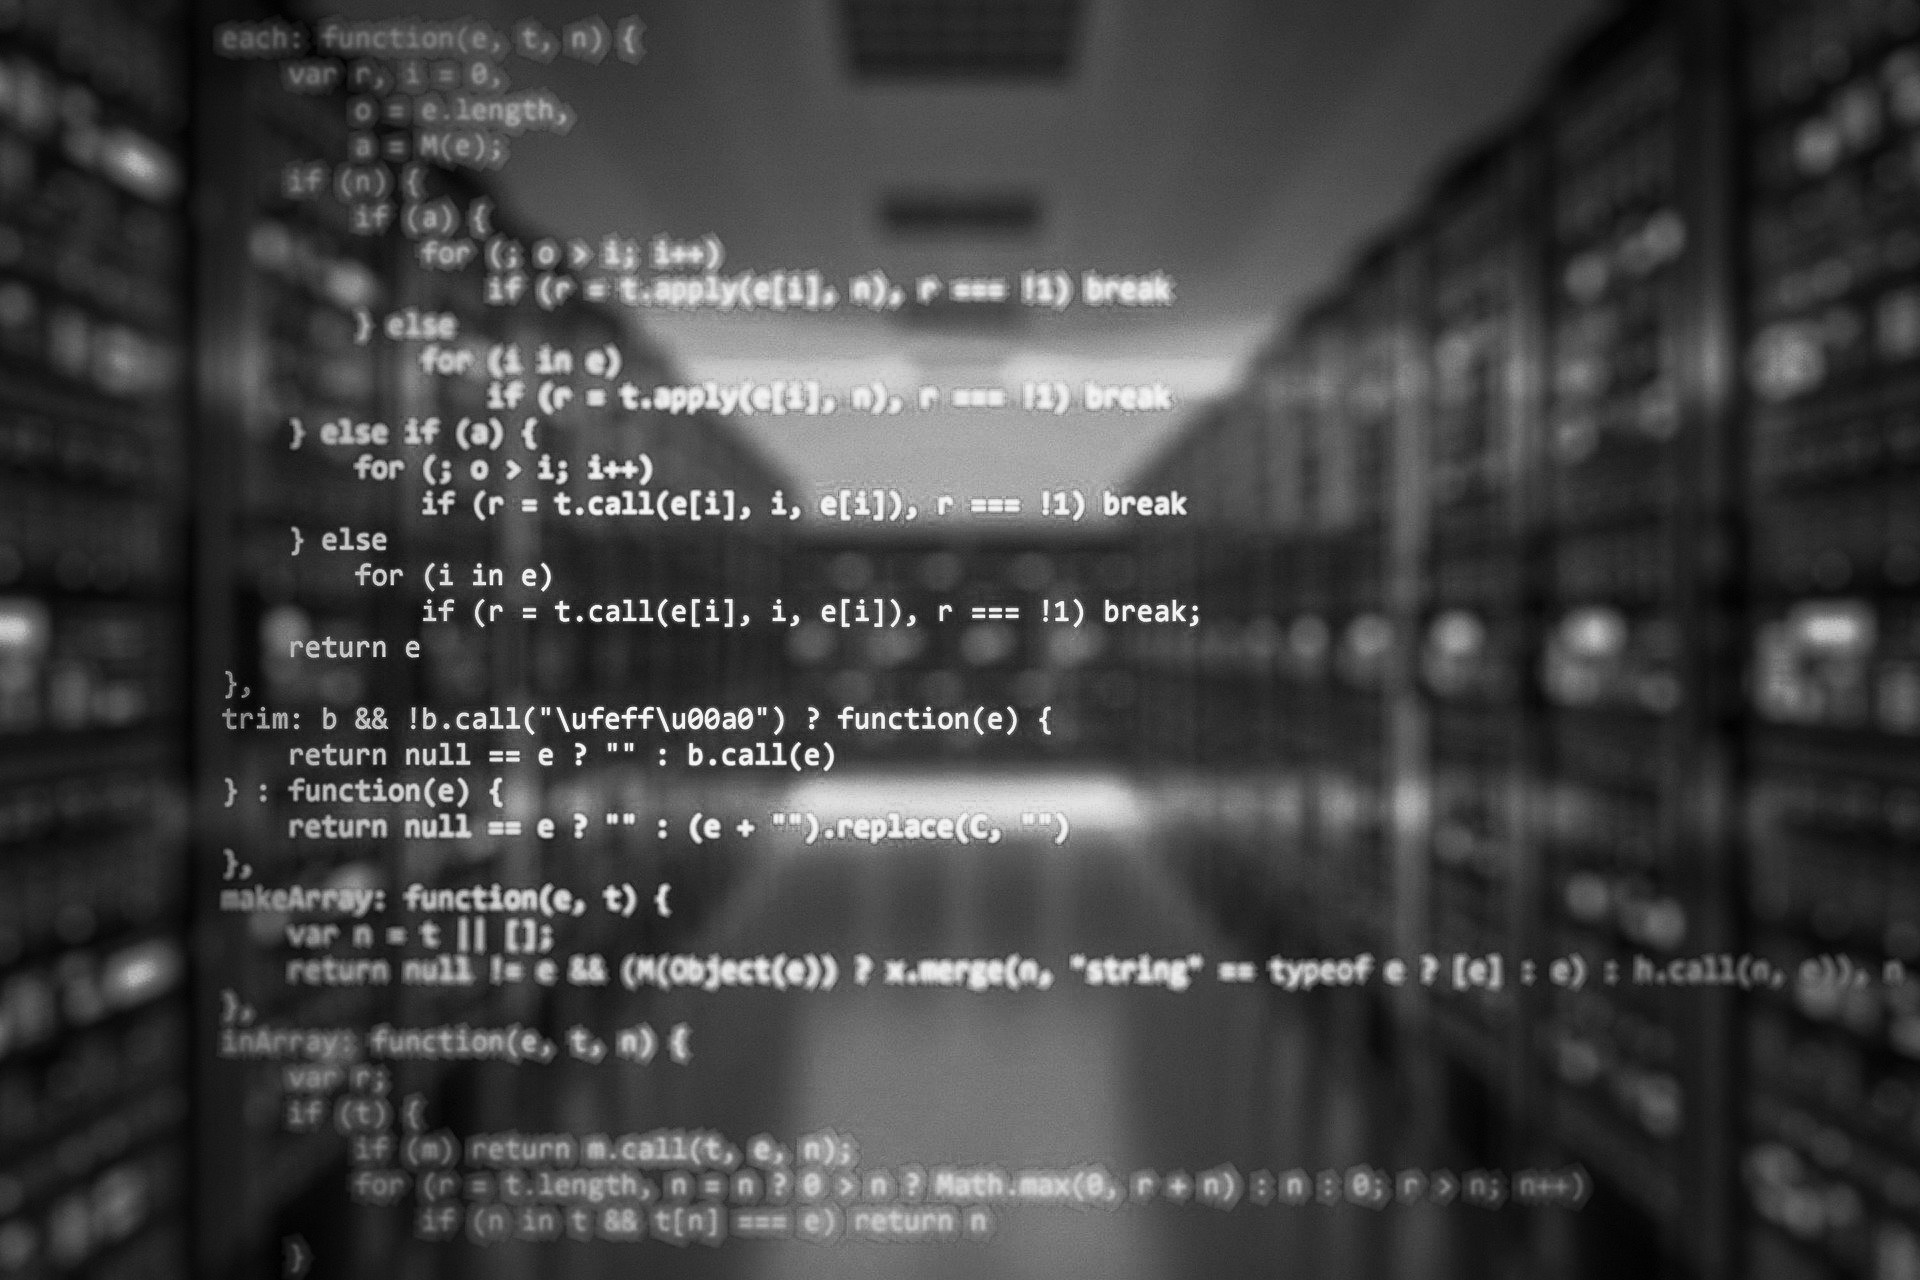 each: function(e, t, n) {
    var r, i = 0,
        o = e.length,
        a = M(e);
    if (n) {
        if (a) {
            for (; o > i; i++)
                if (r = t.apply(e[i], n), r === !1) break
        } else
            for (i in e)
                if (r = t.apply(e[i], n), r === !1) break
    } else if (a) {
        for (; o > i; i++)
            if (r = t.call(e[i], i, e[i]), r === !1) break
    } else
        for (i in e)
            if (r = t.call(e[i], i, e[i]), r === !1) break;
    return e
},
trim: b && !b.call("\ufeff\u00a0") ? function(e) {
    return null == e ? "" : b.call(e)
} : function(e) {
    return null == e ? "" : (e + "").replace(C, "")
},
makeArray: function(e, t) {
    var n = t || [];
    return null != e && (M(Object(e)) ? x.merge(n, "string" == typeof e ? [e] : e) : h.call(n, e)), n
},
inArray: function(e, t, n) {
    var r;
    if (t) {
        if (m) return m.call(t, e, n);
        for (r = t.length, n = n ? 0 > n ? Math.max(0, r + n) : n : 0; r > n; n++)
            if (n in t && t[n] === e) return n
    }